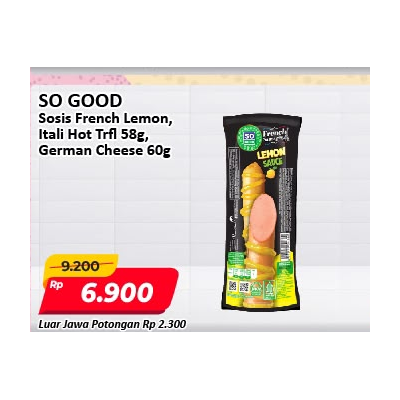 SO GOOD
Sosis French Lemon,
Itali Hot Trfl 58g,
German Cheese 60g
9.200
Rp 6.900
Luar Jawa Potongan Rp 2.300
SO
French
LEMON
SAUCE